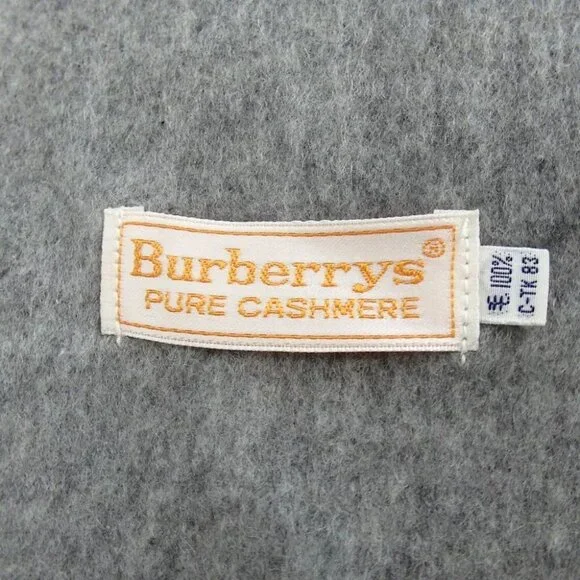 Burberrys®
PURE CASHMERE
毛 100%
C-TK 83